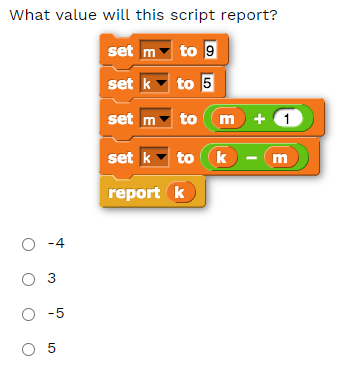 What value will this script report?
set m to 9
set k to 5
set m to m + 1
set k to k - m
report k
-4
3
-5
5